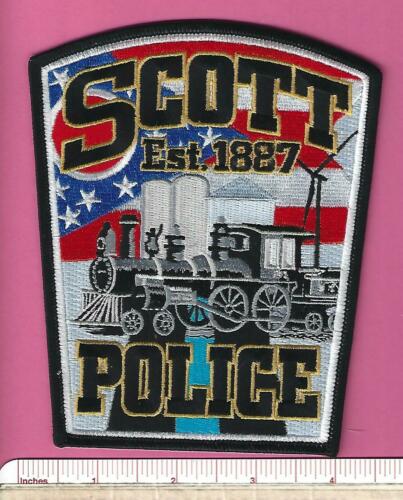 SCOTT
Est. 1887
POLICE
Inches 1 2 3 4